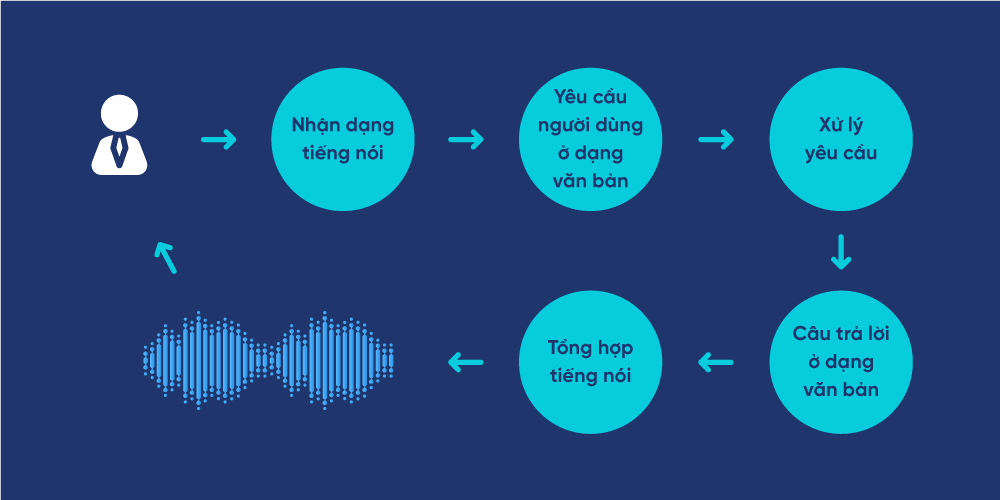 Nhận dạng
tiếng nói
Yêu cầu
người dùng
ở dạng
văn bản
Xử lý
yêu cầu
Câu trả lời
ở dạng
văn bản
Tổng hợp
tiếng nói